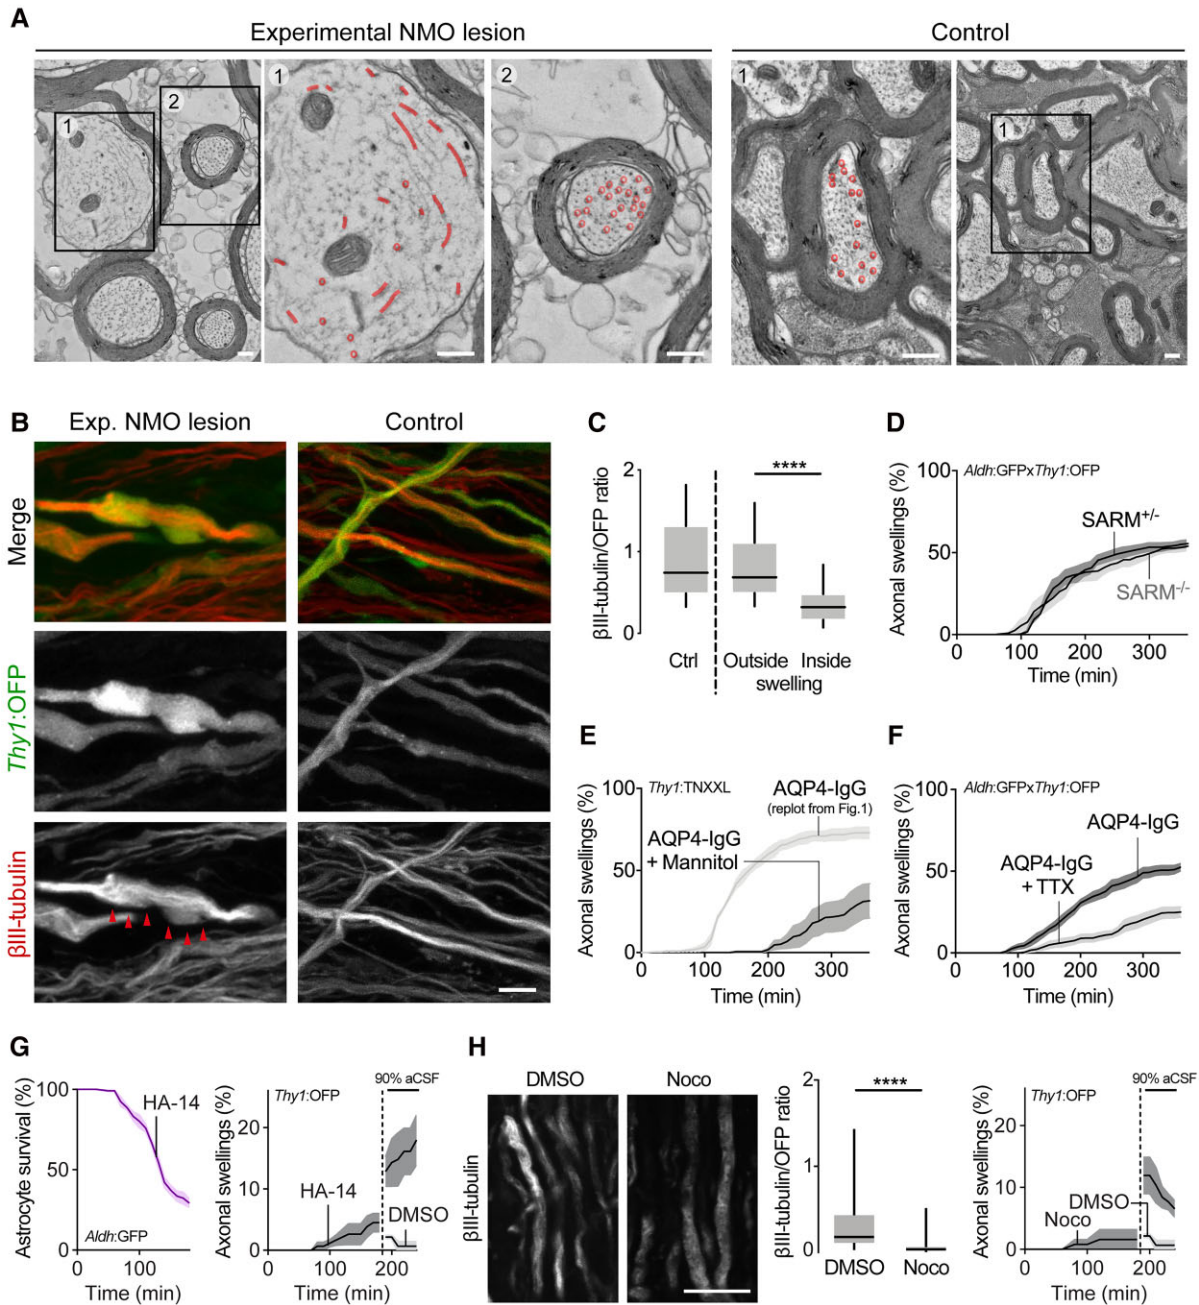 A
Experimental NMO lesion
Control
1
2
1
2
1
1
B
Exp. NMO lesion
Control
Merge
Thy1:OFP
βIII-tubulin
C
βIII-tubulin/OFP ratio
2
1
0
****
Ctrl
Outside
Inside
swelling
D
Axonal swellings (%)
100
50
0
Aldh:GFPxThy1:OFP
SARM+/-
SARM-/-
0
100
200
300
Time (min)
E
Axonal swellings (%)
100
50
0
Thy1:TNXXL
AQP4-IgG
(replot from Fig.1)
AQP4-IgG
+ Mannitol
0
100
200
300
Time (min)
F
Axonal swellings (%)
100
50
0
Aldh:GFPxThy1:OFP
AQP4-IgG
AQP4-IgG
+ TTX
0
100
200
300
Time (min)
G
Astrocyte survival (%)
100
50
0
HA-14
Aldh:GFP
0
100
Time (min)
Axonal swellings (%)
20
10
0
Thy1:OFP
90% aCSF
HA-14
DMSO
0
100
200
Time (min)
H
DMSO
Noco
βIII-tubulin
βIII-tubulin/OFP ratio
2
1
0
****
DMSO
Noco
Axonal swellings (%)
20
10
0
Thy1:OFP
90% aCSF
DMSO
Noco
0
100
200
Time (min)